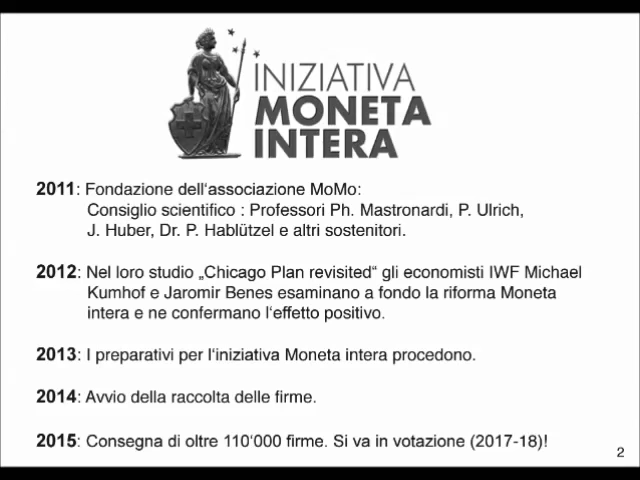 INIZIATIVA
MONETA
INTERA
2011: Fondazione dell‘associazione MoMo:
Consiglio scientifico : Professori Ph. Mastronardi, P. Ulrich,
J. Huber, Dr. P. Hablützel e altri sostenitori.
2012: Nel loro studio „Chicago Plan revisited“ gli economisti IWF Michael
Kumhof e Jaromir Benes esaminano a fondo la riforma Moneta
intera e ne confermano l‘effetto positivo.
2013: I preparativi per l‘iniziativa Moneta intera procedono.
2014: Avvio della raccolta delle firme.
2015: Consegna di oltre 110‘000 firme. Si va in votazione (2017-18)!
2